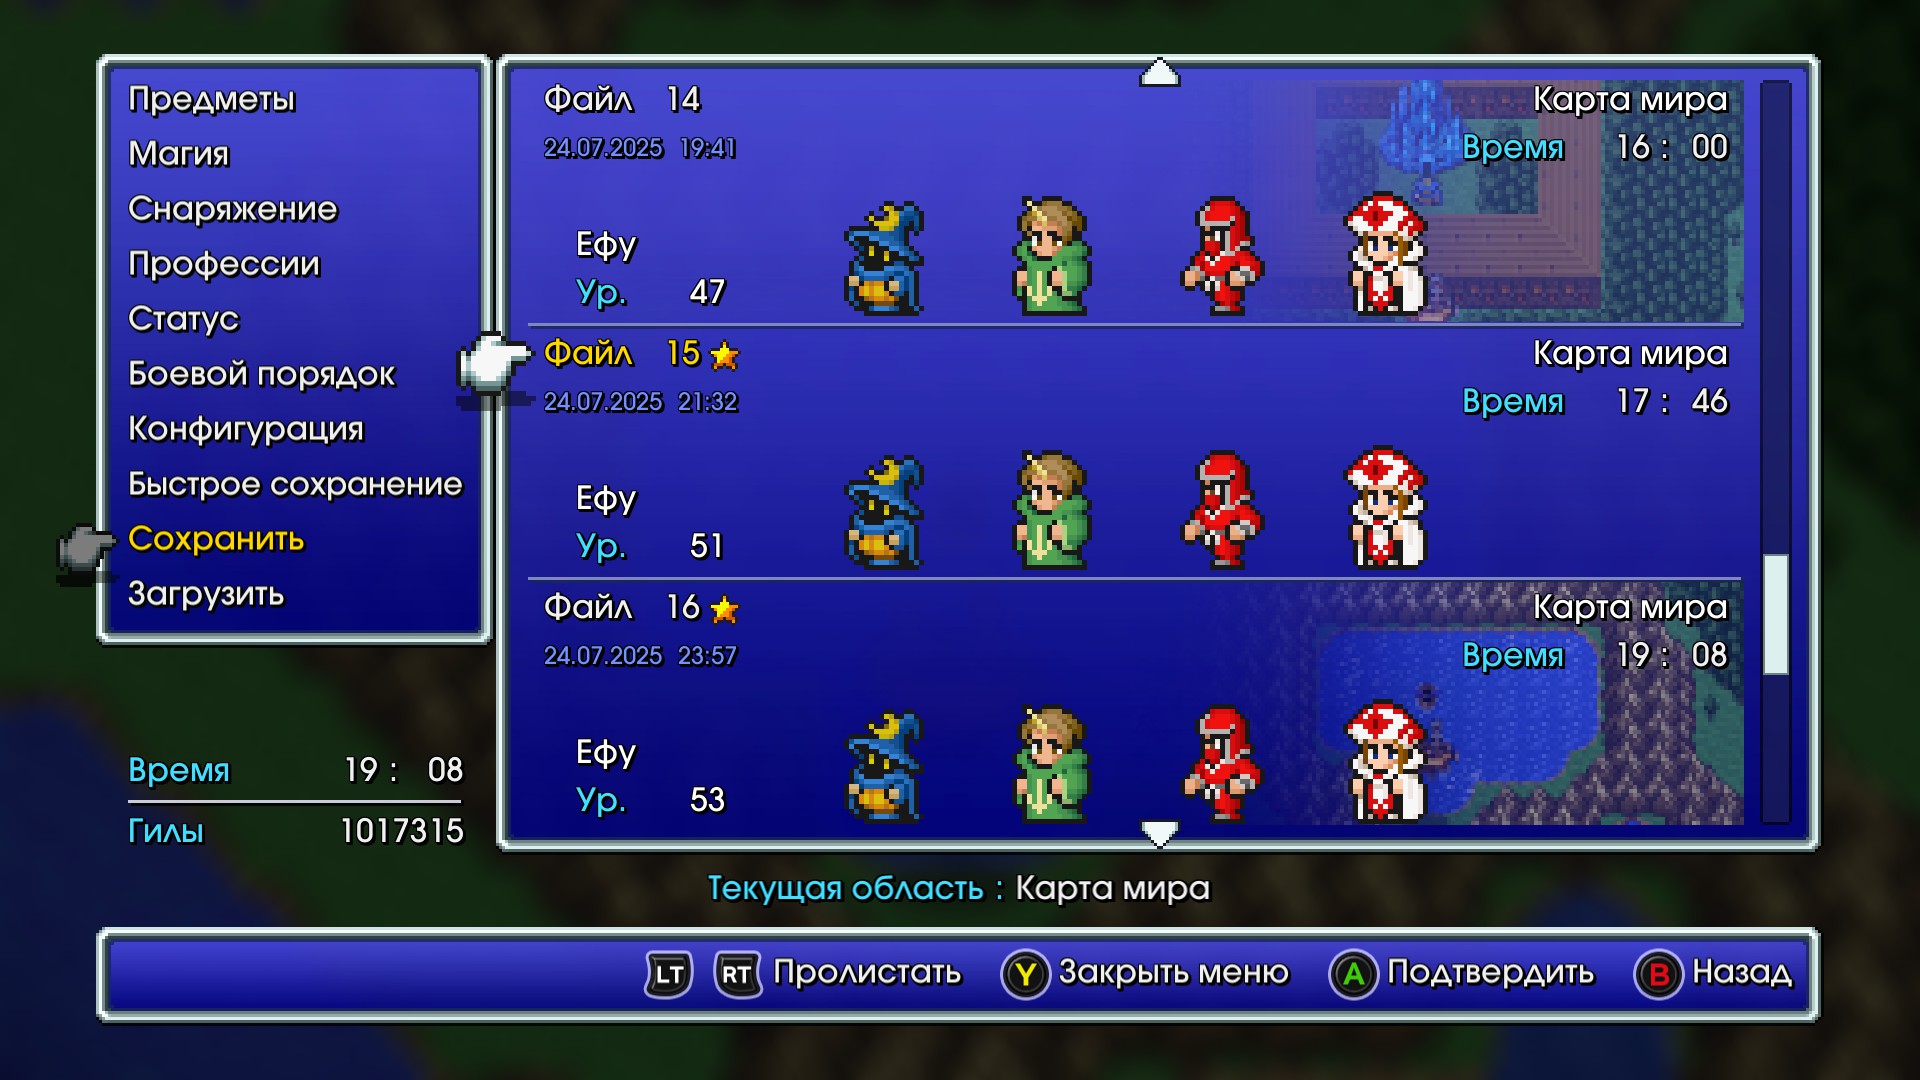 Предметы
Магия
Снаряжение
Профессии
Статус
Боевой порядок
Конфигурация
Быстрое сохранение
Сохранить
Загрузить
Время 19 : 08
Гилы 1017315
Файл 14 Карта мира
24.07.2025 19:41 Время 16 : 00
Ефу
Ур. 47
Файл 15 Карта мира
24.07.2025 21:32 Время 17 : 46
Ефу
Ур. 51
Файл 16 Карта мира
24.07.2025 23:57 Время 19 : 08
Ефу
Ур. 53
Текущая область : Карта мира
LT RT Пролистать Y Закрыть меню A Подтвердить B Назад